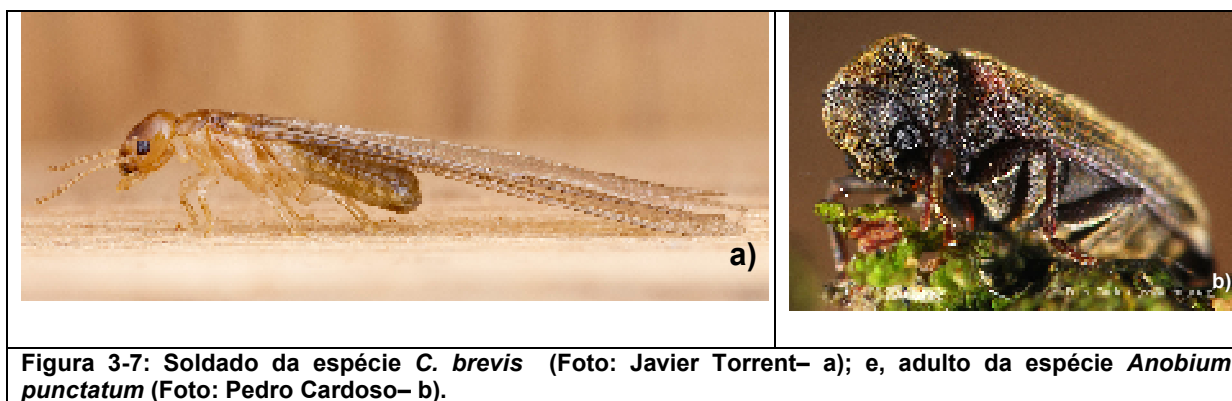 a)
b)
Figura 3-7: Soldado da espécie C. brevis (Foto: Javier Torrent– a); e, adulto da espécie Anobium
punctatum (Foto: Pedro Cardoso– b).